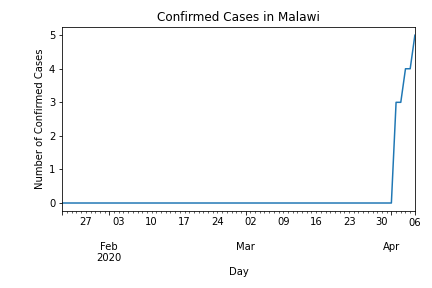 Confirmed Cases in Malawi
Number of Confirmed Cases
5
4
3
2
1
0
27 03 10 17 24 02 09 16 23 30 06
Feb Mar Apr
2020
Day